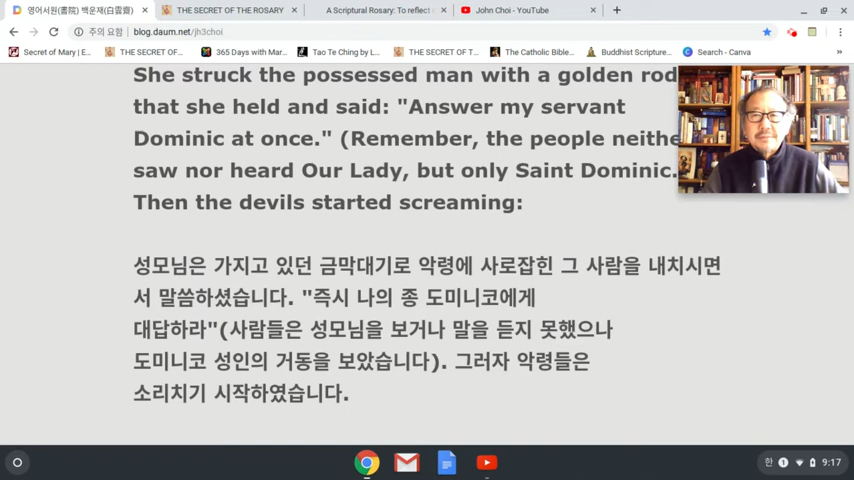 영어서원(書院) 백운재(白雲齋)
THE SECRET OF THE ROSARY
A Scriptural Rosary: To reflect
John Choi - YouTube
주의 요함
blog.daum.net/jh3choi
Secret of Mary | E...
THE SECRET OF...
365 Days with Mar...
Tao Te Ching by L...
THE SECRET OF T...
The Catholic Bible...
Buddhist Scripture...
Search - Canva
She struck the possessed man with a golden rod
that she held and said: "Answer my servant
Dominic at once." (Remember, the people neithe
saw nor heard Our Lady, but only Saint Dominic.
Then the devils started screaming:
성모님은 가지고 있던 금막대기로 악령에 사로잡힌 그 사람을 내치시면
서 말씀하셨습니다. "즉시 나의 종 도미니코에게
대답하라"(사람들은 성모님을 보거나 말을 듣지 못했으나
도미니코 성인의 거동을 보았습니다). 그러자 악령들은
소리치기 시작하였습니다.
한
1
9:17